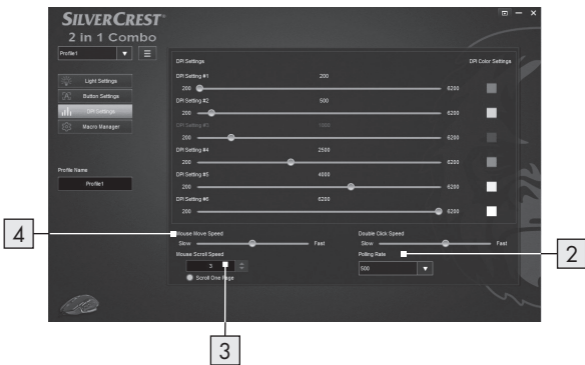 SILVERCREST®
2 in 1 Combo
Profile1
Light Settings
Button Settings
DPI Settings
Macro Manager
Profile Name
Profile1
DPI Settings
DPI Color Settings
DPI Setting #1 200
200 6200
DPI Setting #2 500
200 6200
DPI Setting #3
200 6200
DPI Setting #4 2500
200 6200
DPI Setting #5 4000
200 6200
DPI Setting #6 6200
200 6200
Mouse Move Speed
Slow Fast
Double Click Speed
Slow Fast
Mouse Scroll Speed
3
Scroll One Page
Polling Rate
500
4
2
3